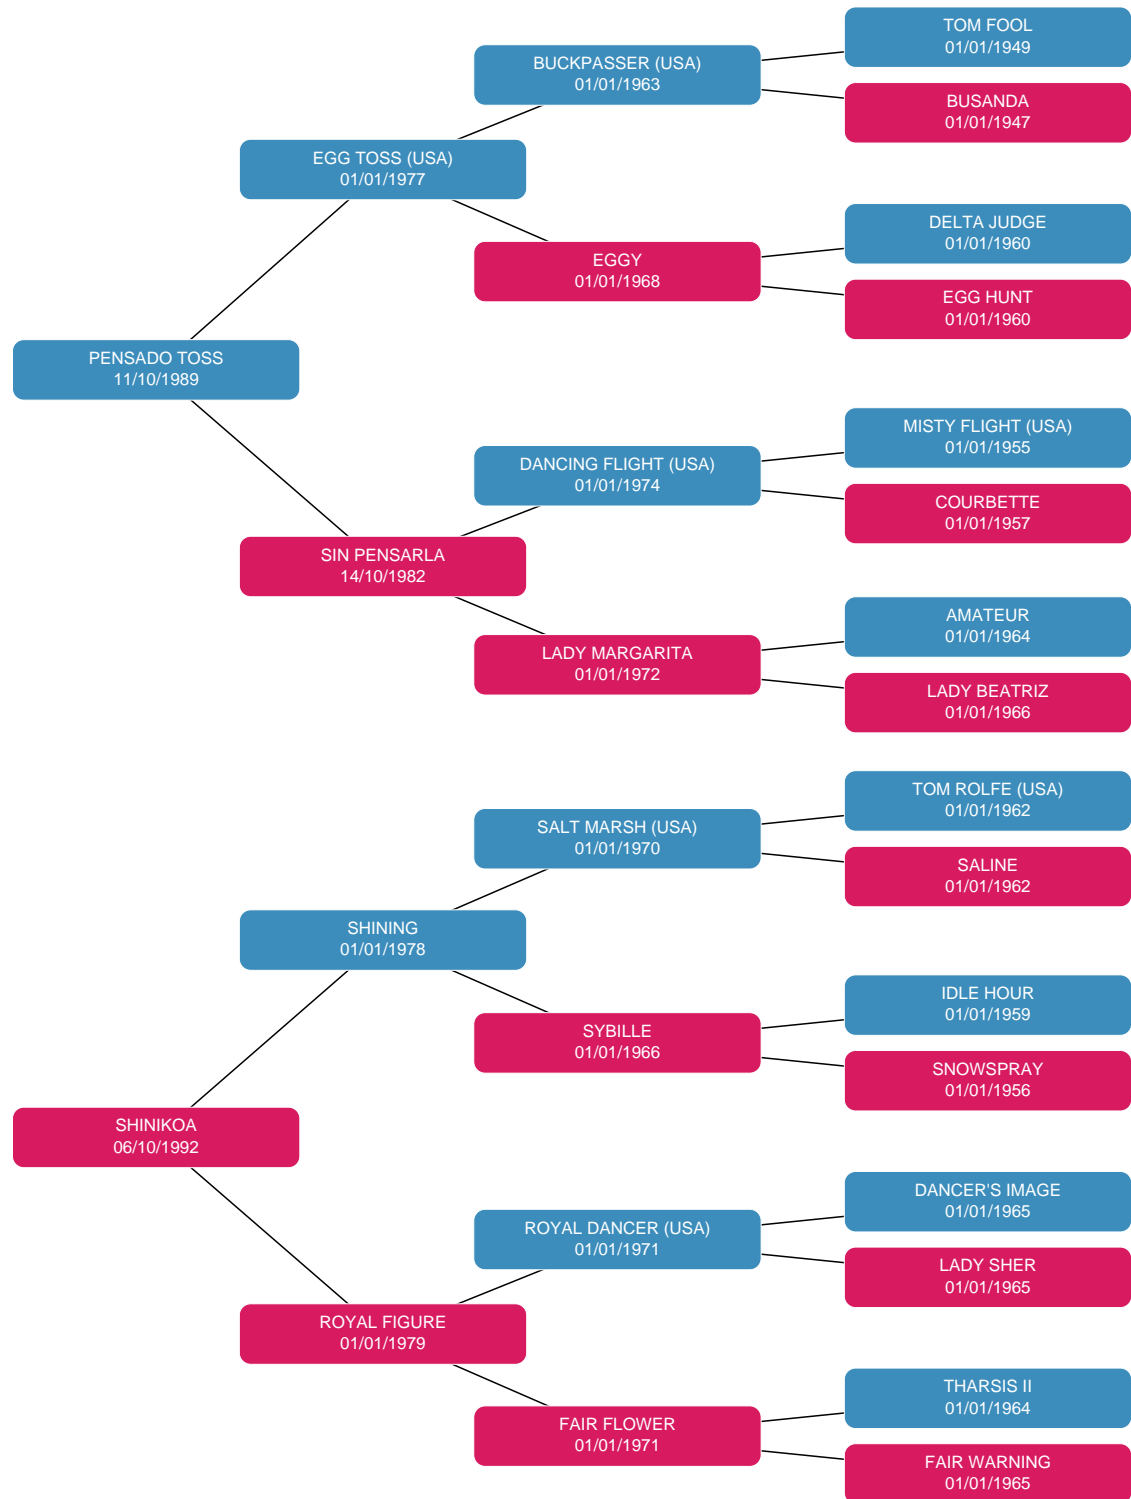 TOM FOOL
01/01/1949
BUCKPASSER (USA)
01/01/1963
BUSANDA
01/01/1947
EGG TOSS (USA)
01/01/1977
DELTA JUDGE
01/01/1960
EGGY
01/01/1968
EGG HUNT
01/01/1960
PENSADO TOSS
11/10/1989
MISTY FLIGHT (USA)
01/01/1955
DANCING FLIGHT (USA)
01/01/1974
COURBETTE
01/01/1957
SIN PENSARLA
14/10/1982
AMATEUR
01/01/1964
LADY MARGARITA
01/01/1972
LADY BEATRIZ
01/01/1966
TOM ROLFE (USA)
01/01/1962
SALT MARSH (USA)
01/01/1970
SALINE
01/01/1962
SHINING
01/01/1978
IDLE HOUR
01/01/1959
SYBILLE
01/01/1966
SNOWSPRAY
01/01/1956
SHINIKOA
06/10/1992
DANCER'S IMAGE
01/01/1965
ROYAL DANCER (USA)
01/01/1971
LADY SHER
01/01/1965
ROYAL FIGURE
01/01/1979
THARSIS II
01/01/1964
FAIR FLOWER
01/01/1971
FAIR WARNING
01/01/1965